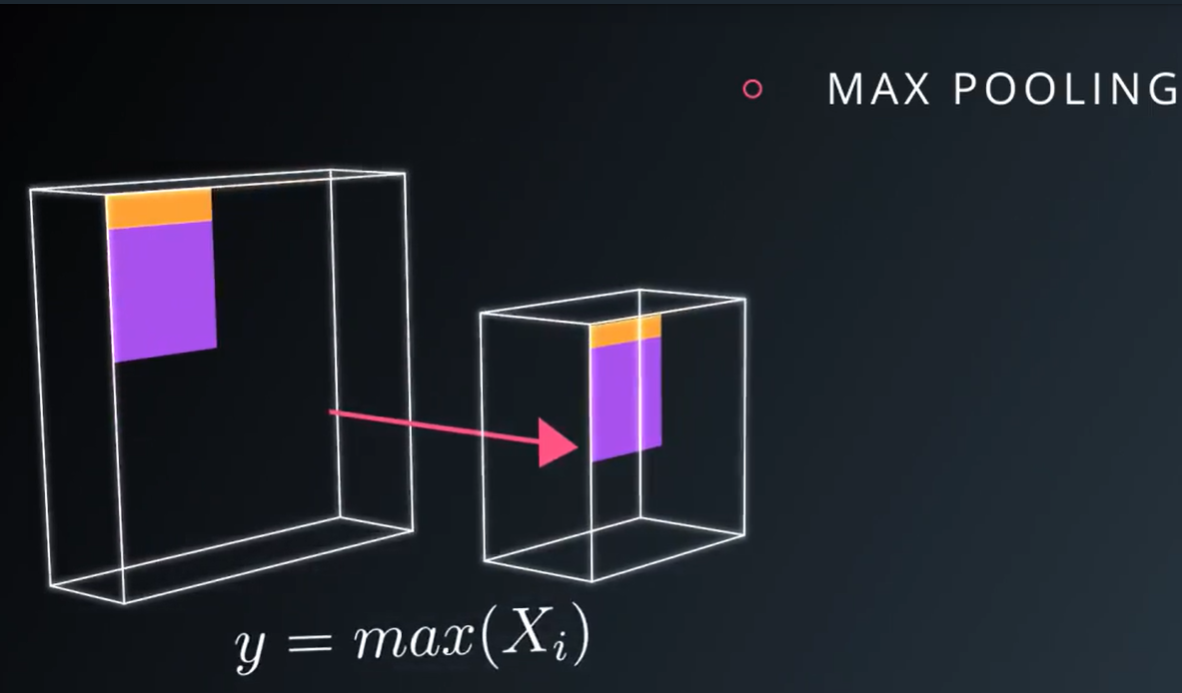 MAX POOLING
y = max(X_i)